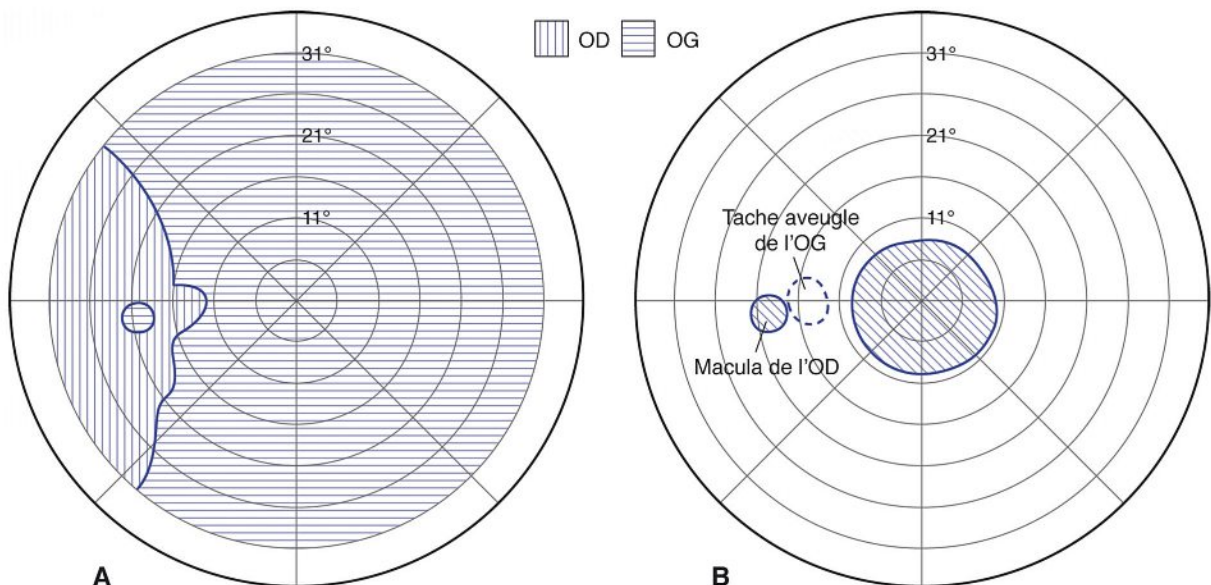 OD OG
31°
21°
11°
A
31°
21°
11°
Tache aveugle
de l'OG
Macula de l'OD
B